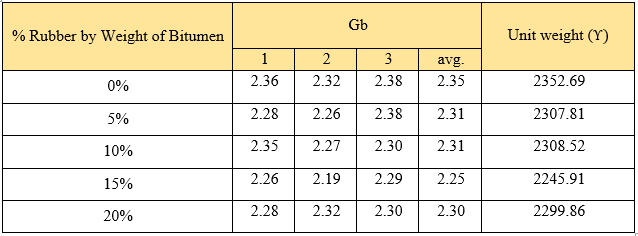 % Rubber by Weight of Bitumen Gb Unit weight (ϒ)
1 2 3 avg.
0% 2.36 2.32 2.38 2.35 2352.69
5% 2.28 2.26 2.38 2.31 2307.81
10% 2.35 2.27 2.30 2.31 2308.52
15% 2.26 2.19 2.29 2.25 2245.91
20% 2.28 2.32 2.30 2.30 2299.86